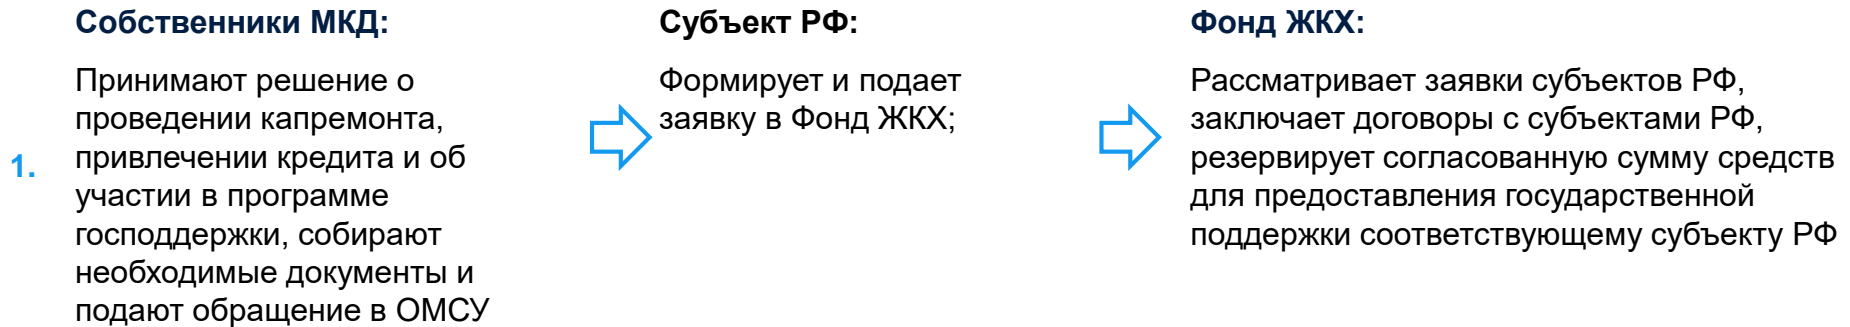 1.
Собственники МКД:
Принимают решение о
проведении капремонта,
привлечении кредита и об
участии в программе
господдержки, собирают
необходимые документы и
подают обращение в ОМСУ
Субъект РФ:
Формирует и подает
заявку в Фонд ЖКХ;
Фонд ЖКХ:
Рассматривает заявки субъектов РФ,
заключает договоры с субъектами РФ,
резервирует согласованную сумму средств
для предоставления государственной
поддержки соответствующему субъекту РФ